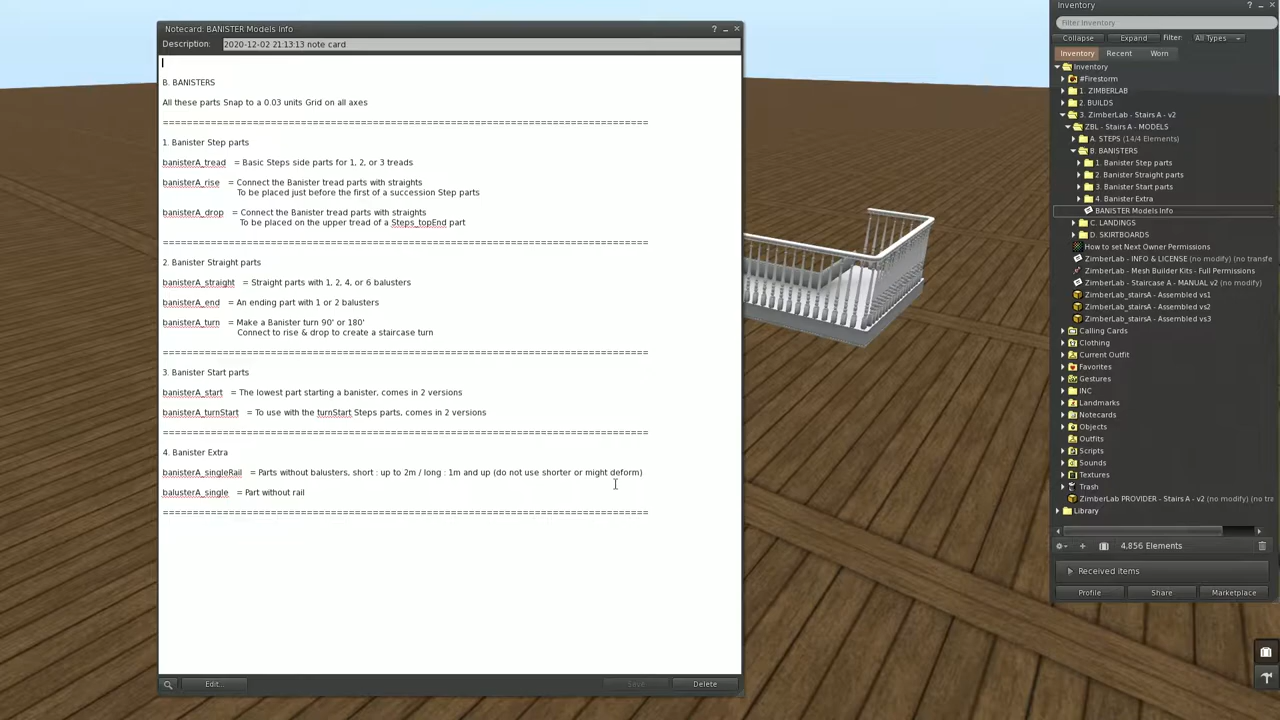 Notecard: BANISTER Models Info
Description: 2020-12-02 21:13:13 note card
B. BANISTERS
All these parts Snap to a 0.03 units Grid on all axes
=================================================================================
1. Banister Step parts
banisterA_tread = Basic Steps side parts for 1, 2, or 3 treads
banisterA_rise = Connect the Banister tread parts with straights
To be placed just before the first of a succession Step parts
banisterA_drop = Connect the Banister tread parts with straights
To be placed on the upper tread of a Steps_topEnd part
=================================================================================
2. Banister Straight parts
banisterA_straight = Straight parts with 1, 2, 4, or 6 balusters
banisterA_end = An ending part with 1 or 2 balusters
banisterA_turn = Make a Banister turn 90' or 180'
Connect to rise & drop to create a staircase turn
=================================================================================
3. Banister Start parts
banisterA_start = The lowest part starting a banister, comes in 2 versions
banisterA_turnStart = To use with the turnStart Steps parts, comes in 2 versions
=================================================================================
4. Banister Extra
banisterA_singleRail = Parts without balusters, short : up to 2m / long : 1m and up (do not use shorter or might deform)
balusterA_single = Part without rail
=================================================================================
Edit...
Save
Delete
Inventory
Filter Inventory
Collapse Expand Filter: All Types
Inventory Recent Worn
Inventory
#Firestorm
1. ZIMBERLAB
2. BUILDS
3. ZimberLab - Stairs A - v2
ZBL - Stairs A - MODELS
A. STEPS (14/4 Elements)
B. BANISTERS
1. Banister Step parts
2. Banister Straight parts
3. Banister Start parts
4. Banister Extra
BANISTER Models Info
C. LANDINGS
D. SKIRTBOARDS
How to set Next Owner Permissions
ZimberLab - INFO & LICENSE (no modify) (no transfe
ZimberLab - Mesh Builder Kits - Full Permissions
ZimberLab - Staircase A - MANUAL v2 (no modify)
ZimberLab_stairsA - Assembled vs1
ZimberLab_stairsA - Assembled vs2
ZimberLab_stairsA - Assembled vs3
Calling Cards
Clothing
Current Outfit
Favorites
Gestures
INC
Landmarks
Notecards
Objects
Outfits
Scripts
Sounds
Textures
Trash
ZimberLab PROVIDER - Stairs A - v2 (no modify) (no tra
Library
4,856 Elements
Received items
Profile Share Marketplace